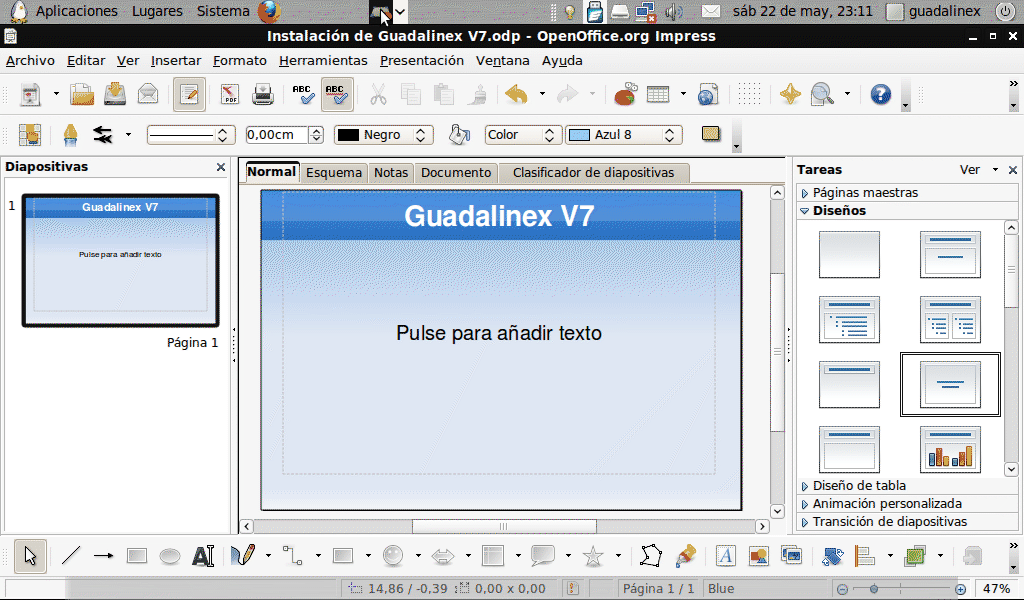 Aplicaciones Lugares Sistema sáb 22 de may, 23:11 guadalinex
Instalación de Guadalinex V7.odp - OpenOffice.org Impress
Archivo Editar Ver Insertar Formato Herramientas Presentación Ventana Ayuda
PDF ABC ABC
0,00cm Negro Color Azul 8
Diapositivas
Normal Esquema Notas Documento Clasificador de diapositivas
Tareas Ver
Páginas maestras
Diseños
1
Guadalinex V7
Pulse para añadir texto
Página 1
Guadalinex V7
Pulse para añadir texto
Diseño de tabla
Animación personalizada
Transición de diapositivas
14,86 / -0,39 0,00 x 0,00 Página 1 / 1 Blue 47%